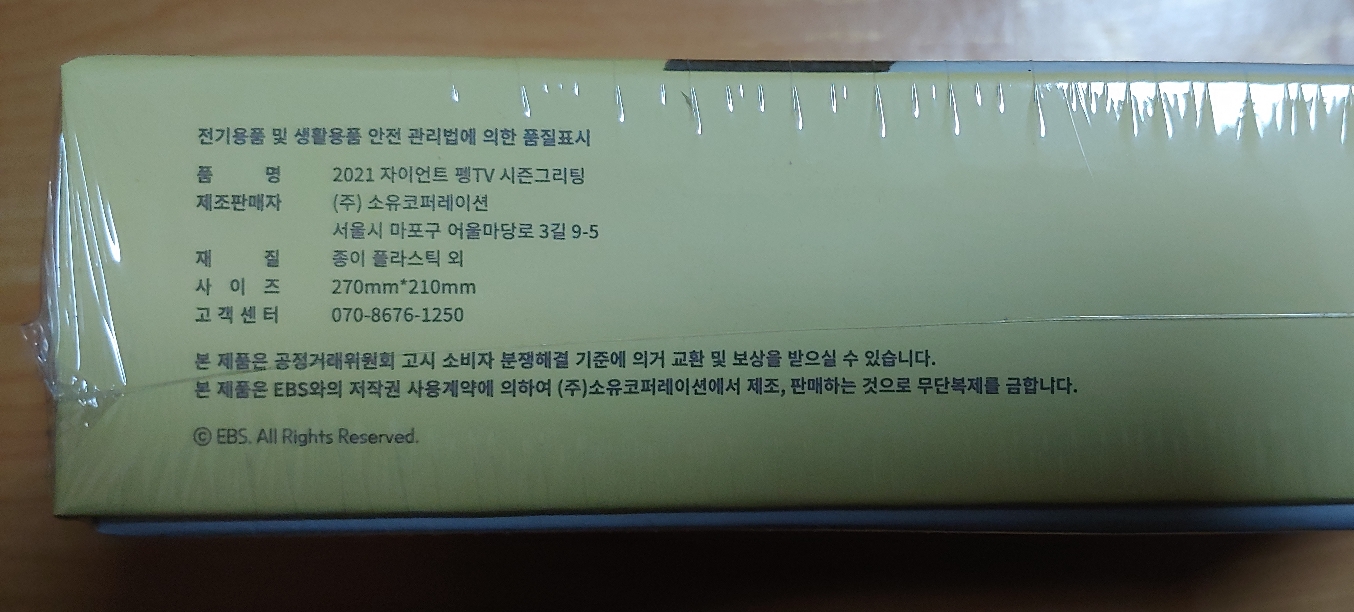 전기용품 및 생활용품 안전 관리법에 의한 품질표시
품 명 2021 자이언트 펭TV 시즌그리팅
제조판매자 (주) 소유코퍼레이션
서울시 마포구 어울마당로 3길 9-5
재 질 종이 플라스틱 외
사 이 즈 270mm*210mm
고객센터 070-8676-1250
본 제품은 공정거래위원회 고시 소비자 분쟁해결 기준에 의거 교환 및 보상을 받으실 수 있습니다.
본 제품은 EBS와의 저작권 사용계약에 의하여 (주)소유코퍼레이션에서 제조, 판매하는 것으로 무단복제를 금합니다.
ⓒ EBS. All Rights Reserved.